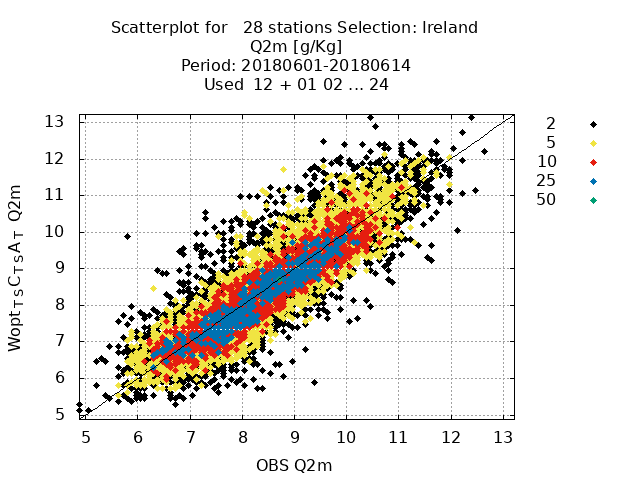 Scatterplot for   28 stations Selection: Ireland
Q2m [g/Kg]
Period: 20180601-20180614
Used  12 + 01 02 ... 24
2
5
10
25
50
13
12
11
10
9
8
7
6
5
Wopt T S C T S A T  Q2m
5 6 7 8 9 10 11 12 13
OBS Q2m